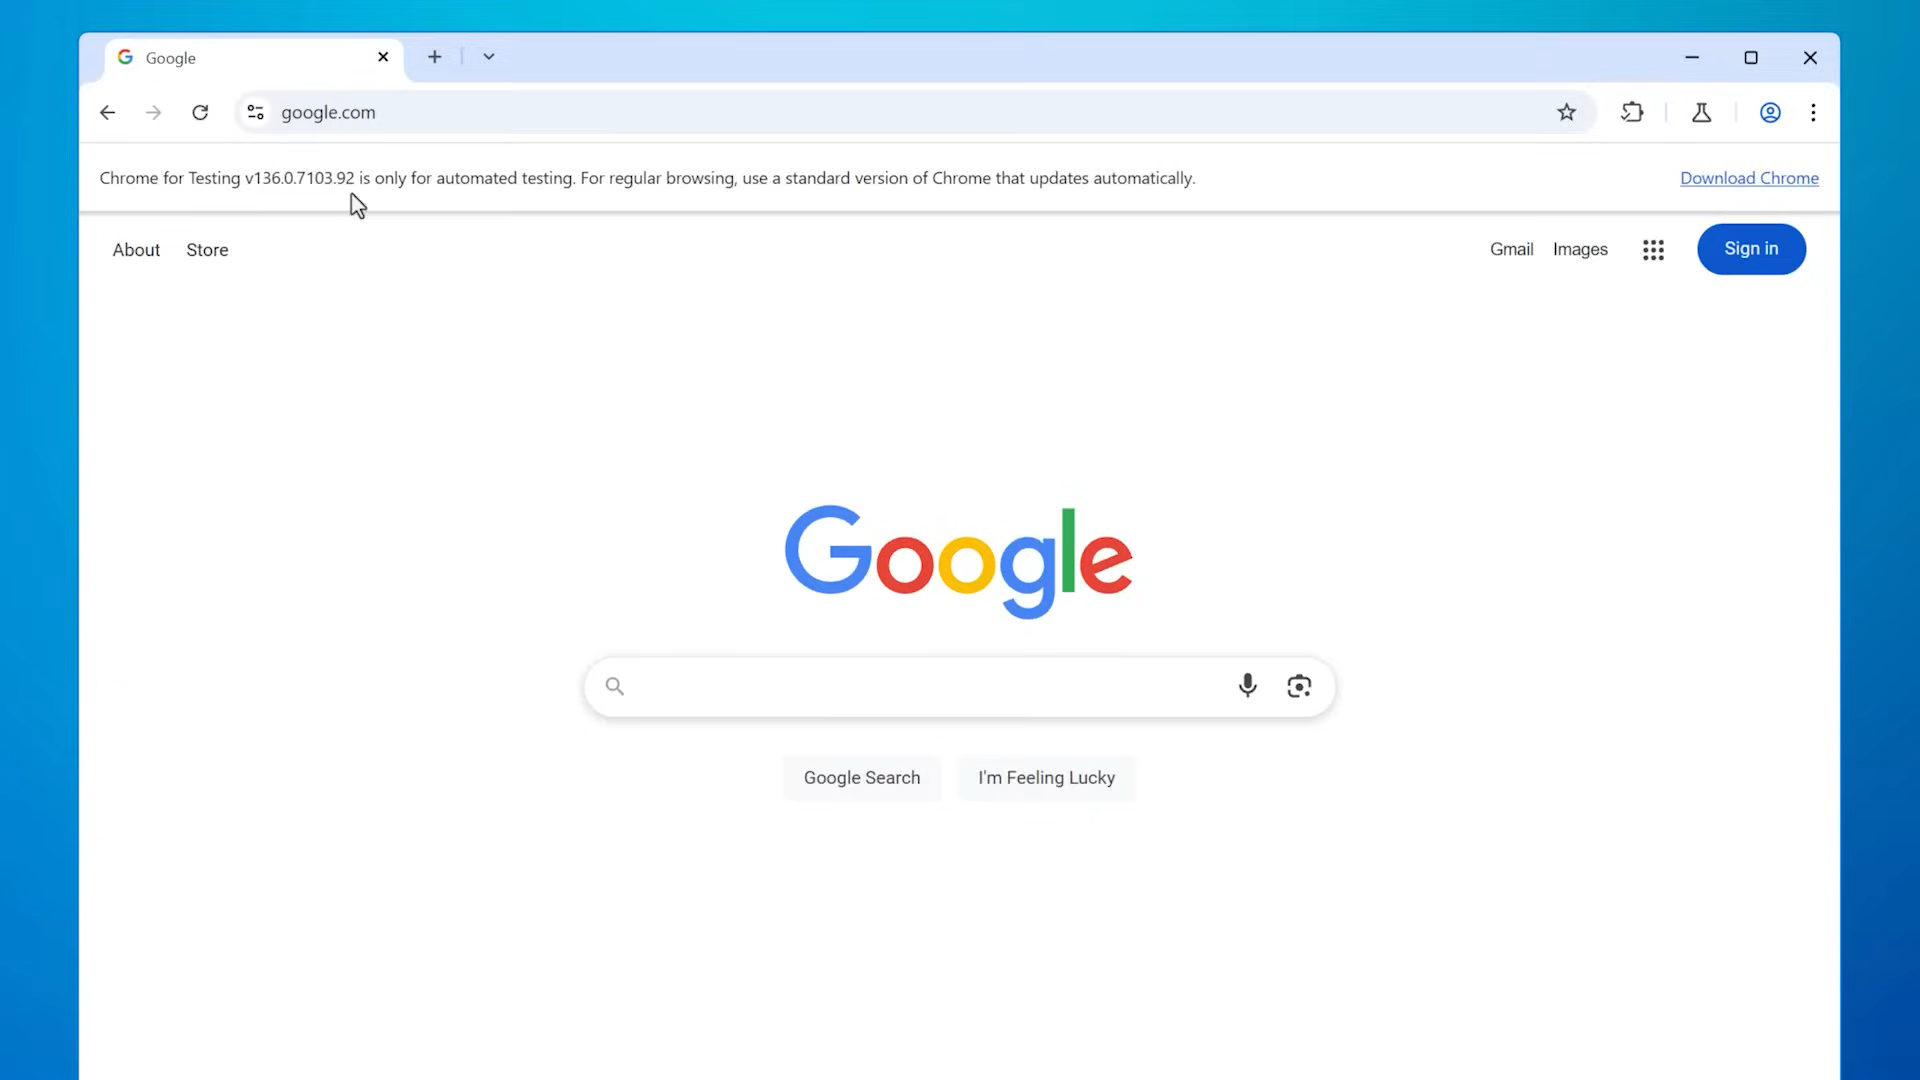 Google
google.com
Chrome for Testing v136.0.7103.92 is only for automated testing. For regular browsing, use a standard version of Chrome that updates automatically.
Download Chrome
About
Store
Gmail
Images
Sign in
Google
Google Search
I'm Feeling Lucky